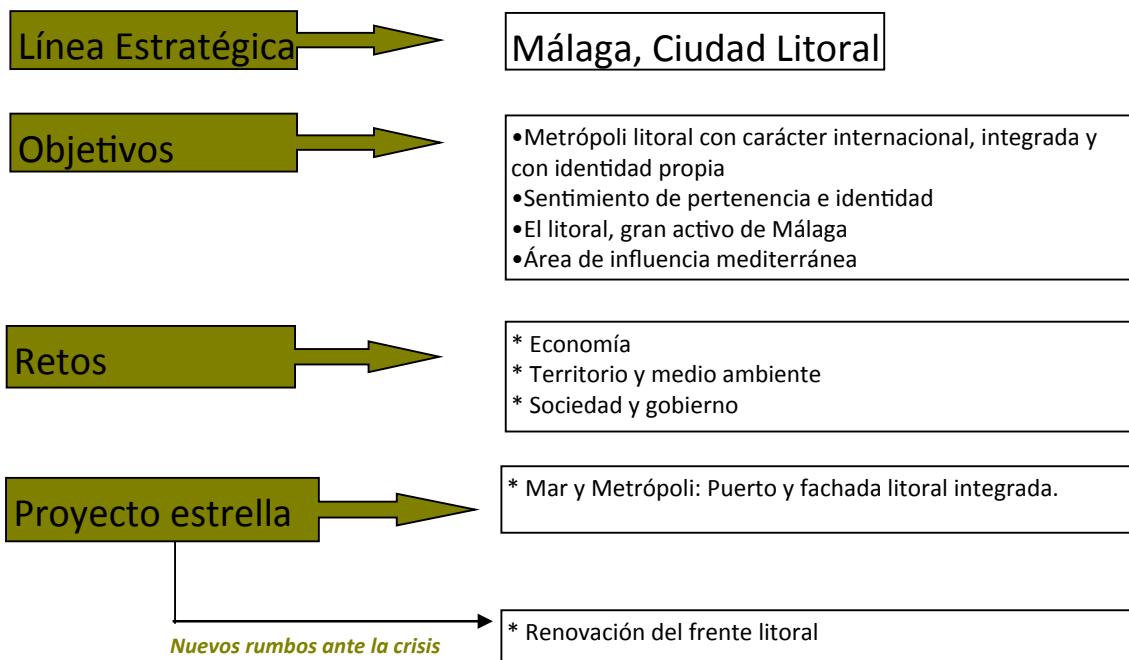 Línea Estratégica
Málaga, Ciudad Litoral
Objetivos
•Metrópoli litoral con carácter internacional, integrada y
con identidad propia
•Sentimiento de pertenencia e identidad
•El litoral, gran activo de Málaga
•Área de influencia mediterránea
Retos
* Economía
* Territorio y medio ambiente
* Sociedad y gobierno
Proyecto estrella
* Mar y Metrópoli: Puerto y fachada litoral integrada.
Nuevos rumbos ante la crisis
* Renovación del frente litoral